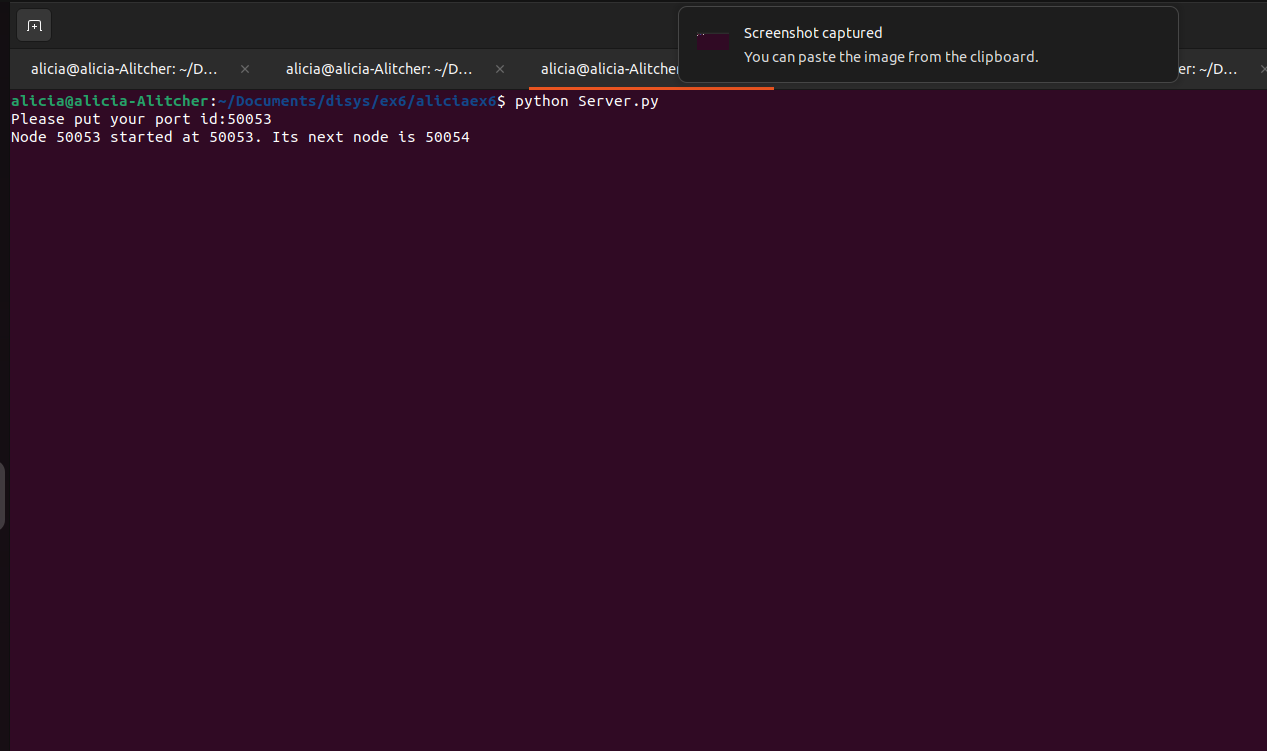 Screenshot captured
You can paste the image from the clipboard.
alicia@alicia-Alitcher: ~/D... × alicia@alicia-Alitcher: ~/D... × alicia@alicia-Alitcher er: ~/D... ×
alicia@alicia-Alitcher:~/Documents/disys/ex6/aliciaex6$ python Server.py
Please put your port id:50053
Node 50053 started at 50053. Its next node is 50054